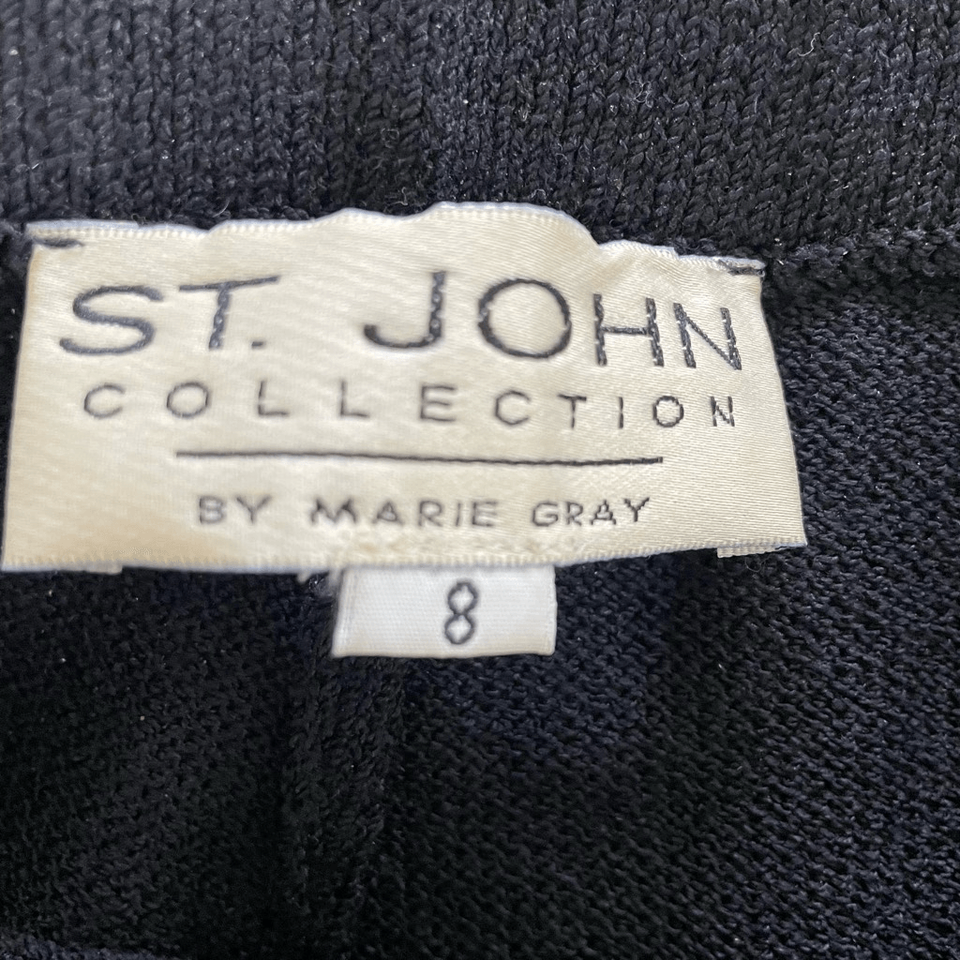 ST. JOHN
COLLECTION
BY MARIE GRAY
8